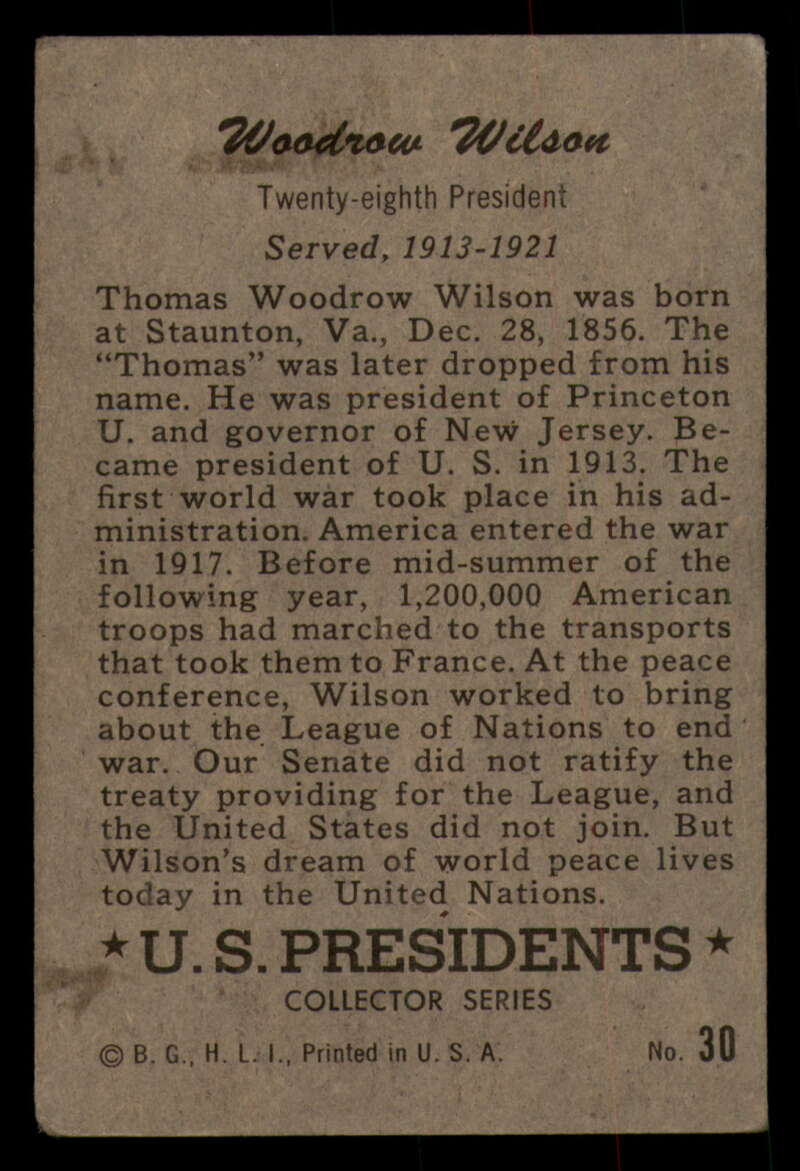 Woodrow Wilson
Twenty-eighth President
Served, 1913-1921
Thomas Woodrow Wilson was born
at Staunton, Va., Dec. 28, 1856. The
“Thomas” was later dropped from his
name. He was president of Princeton
U. and governor of New Jersey. Be-
came president of U. S. in 1913. The
first world war took place in his ad-
ministration. America entered the war
in 1917. Before mid-summer of the
following year, 1,200,000 American
troops had marched to the transports
that took them to France. At the peace
conference, Wilson worked to bring
about the League of Nations to end
war. Our Senate did not ratify the
treaty providing for the League, and
the United States did not join. But
Wilson’s dream of world peace lives
today in the United Nations.
★ U. S. PRESIDENTS ★
COLLECTOR SERIES
© B. G., H. L. I., Printed in U. S. A. No. 30